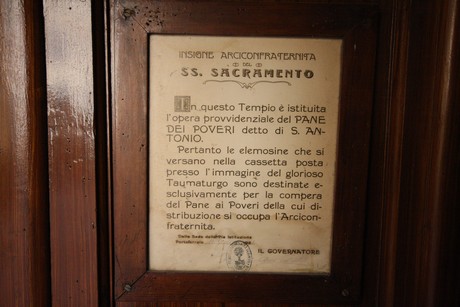 INSIGNE ARCICONFRATERNITA
DEL
SS. SACRAMENTO
In questo Tempio è istituita
l'opera provvidenziale del PANE
DEI POVERI detto di S. AN-
TONIO.
Pertanto le elemosine che si
versano nella cassetta posta
presso l'immagine del glorioso
Taumaturgo sono destinate e-
sclusivamente per la compera
del Pane ai Poveri della cui di-
stribuzione si occupa l'Arcicon-
fraternita.
IL GOVERNATORE